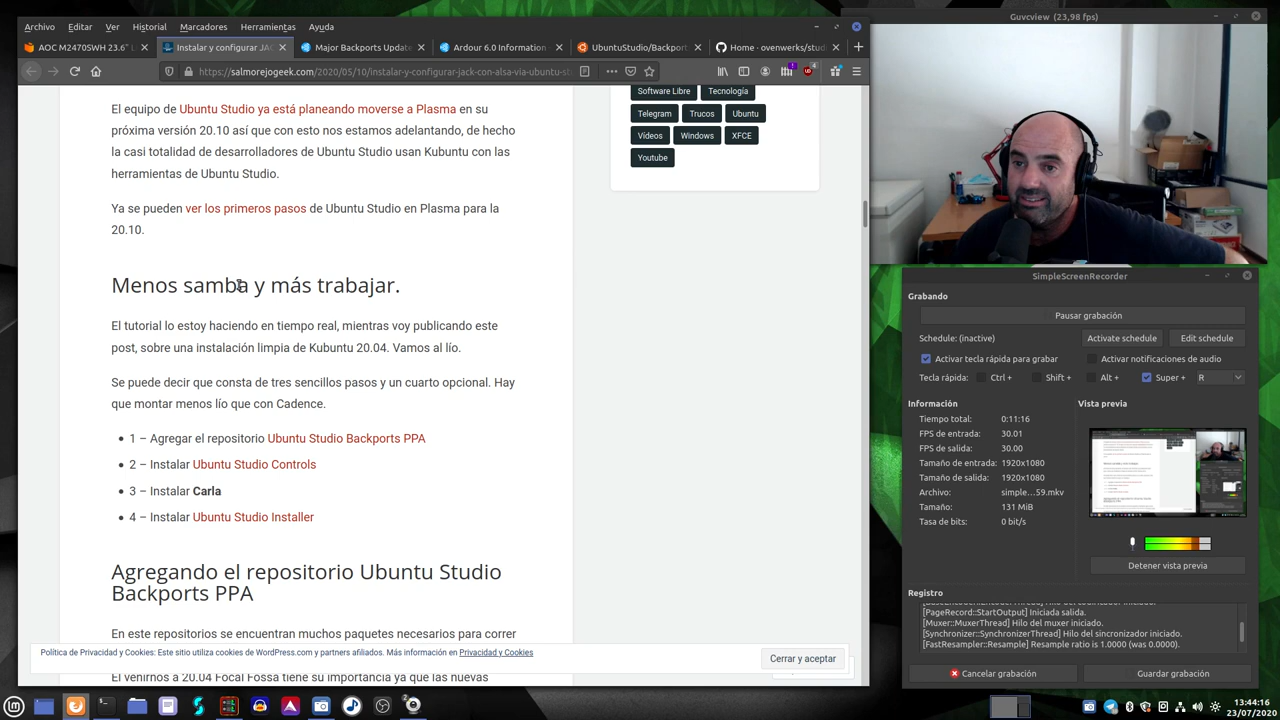 Archivo Editar Ver Historial Marcadores Herramientas Ayuda
AOC M2470SWH 23.6" L
Instalar y configurar JAC
Major Backports Update
Ardour 6.0 Information
UbuntuStudio/Backport
Home · ovenwerks/stud
https://salmorejogeek.com/2020/05/10/instalar-y-configurar-jack-con-alsa-via-ubuntu-st
El equipo de Ubuntu Studio ya está planeando moverse a Plasma en su
próxima versión 20.10 así que con esto nos estamos adelantando, de hecho
la casi totalidad de desarrolladores de Ubuntu Studio usan Kubuntu con las
herramientas de Ubuntu Studio.
Ya se pueden ver los primeros pasos de Ubuntu Studio en Plasma para la
20.10.
Menos samba y más trabajar.
El tutorial lo estoy haciendo en tiempo real, mientras voy publicando este
post, sobre una instalación limpia de Kubuntu 20.04. Vamos al lío.
Se puede decir que consta de tres sencillos pasos y un cuarto opcional. Hay
que montar menos lío que con Cadence.
• 1 – Agregar el repositorio Ubuntu Studio Backports PPA
• 2 – Instalar Ubuntu Studio Controls
• 3 – Instalar Carla
• 4 – Instalar Ubuntu Studio Installer
Agregando el repositorio Ubuntu Studio
Backports PPA
En este repositorios se encuentran muchos paquetes necesarios para correr
Política de Privacidad y Cookies: Este sitio utiliza cookies de WordPress.com y partners afiliados. Más información en Privacidad y Cookies
Cerrar y aceptar
El venirnos a 20.04 Focal Fossa tiene su importancia ya que las nuevas
Software Libre Tecnología
Telegram Trucos Ubuntu
Vídeos Windows XFCE
Youtube
Guvcview (23,98 fps)
SimpleScreenRecorder
Grabando
Pausar grabación
Schedule: (inactive) Activate schedule Edit schedule
Activar tecla rápida para grabar Activar notificaciones de audio
Tecla rápida: Ctrl + Shift + Alt + Super + R
Información
Tiempo total: 0:11:16
FPS de entrada: 30.01
FPS de salida: 30.00
Tamaño de entrada: 1920x1080
Tamaño de salida: 1920x1080
Archivo: simple...59.mkv
Tamaño: 131 MiB
Tasa de bits: 0 bit/s
Vista previa
Detener vista previa
Registro
[PageRecord::StartOutput] Iniciada salida.
[Muxer::MuxerThread] Hilo del muxer iniciado.
[Synchronizer::SynchronizerThread] Hilo del sincronizador iniciado.
[FastResampler::Resample] Resample ratio is 1.0000 (was 0.0000).
Cancelar grabación Guardar grabación
13:44:16
23/07/2020